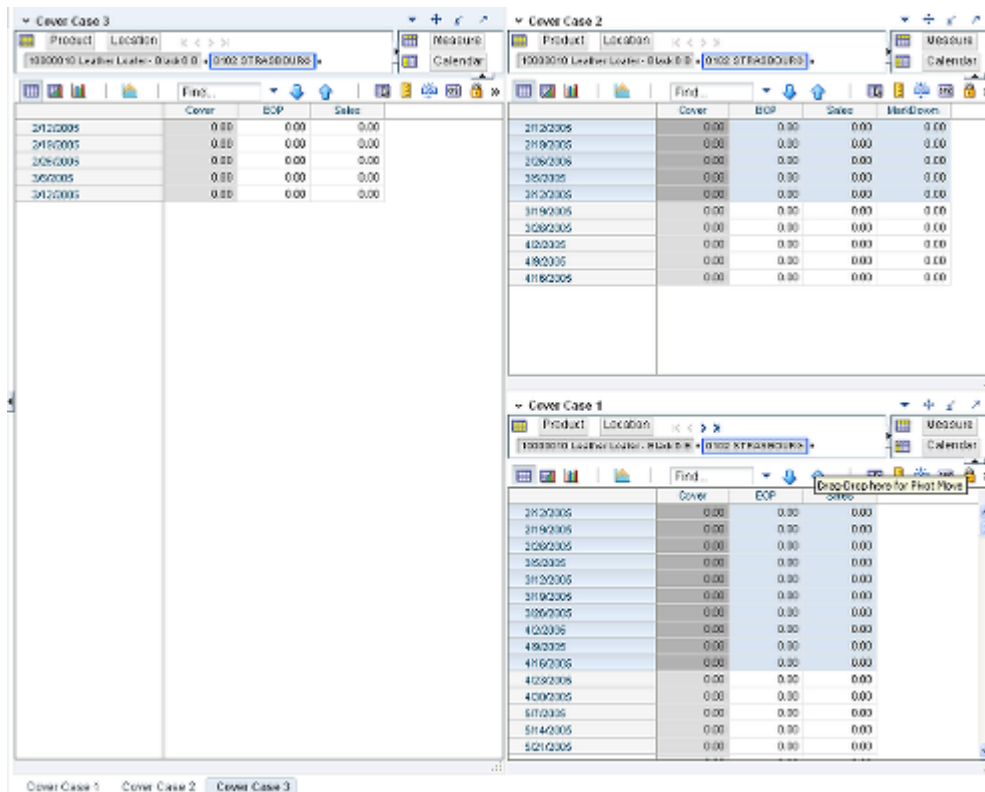 Cover Case 3
Product Location
Measure
0102 STRASBOURG
Calendar
Find...
Cover EOP Sales
2/12/2005 0.00 0.00 0.00
2/19/2005 0.00 0.00 0.00
2/26/2005 0.00 0.00 0.00
3/5/2005 0.00 0.00 0.00
3/12/2005 0.00 0.00 0.00
Cover Case 2
Product Location
Measure
0102 STRASBOURG
Calendar
Find...
Cover EOP Sales MarkDown
2/12/2005 0.00 0.00 0.00 0.00
2/19/2005 0.00 0.00 0.00 0.00
2/26/2005 0.00 0.00 0.00 0.00
3/5/2005 0.00 0.00 0.00 0.00
3/12/2005 0.00 0.00 0.00 0.00
3/19/2005 0.00 0.00 0.00 0.00
3/26/2005 0.00 0.00 0.00 0.00
4/2/2005 0.00 0.00 0.00 0.00
4/9/2005 0.00 0.00 0.00 0.00
4/16/2005 0.00 0.00 0.00 0.00
Cover Case 1
Product Location
Measure
0102 STRASBOURG
Calendar
Find...
Drag-Drop here for Pivot Move
Cover EOP Sales
2/12/2005 0.00 0.00 0.00
2/19/2005 0.00 0.00 0.00
2/26/2005 0.00 0.00 0.00
3/5/2005 0.00 0.00 0.00
3/12/2005 0.00 0.00 0.00
3/19/2005 0.00 0.00 0.00
3/26/2005 0.00 0.00 0.00
4/2/2005 0.00 0.00 0.00
4/9/2005 0.00 0.00 0.00
4/16/2005 0.00 0.00 0.00
4/23/2005 0.00 0.00 0.00
4/30/2005 0.00 0.00 0.00
5/7/2005 0.00 0.00 0.00
5/14/2005 0.00 0.00 0.00
5/21/2005 0.00 0.00 0.00
Cover Case 1 Cover Case 2 Cover Case 3